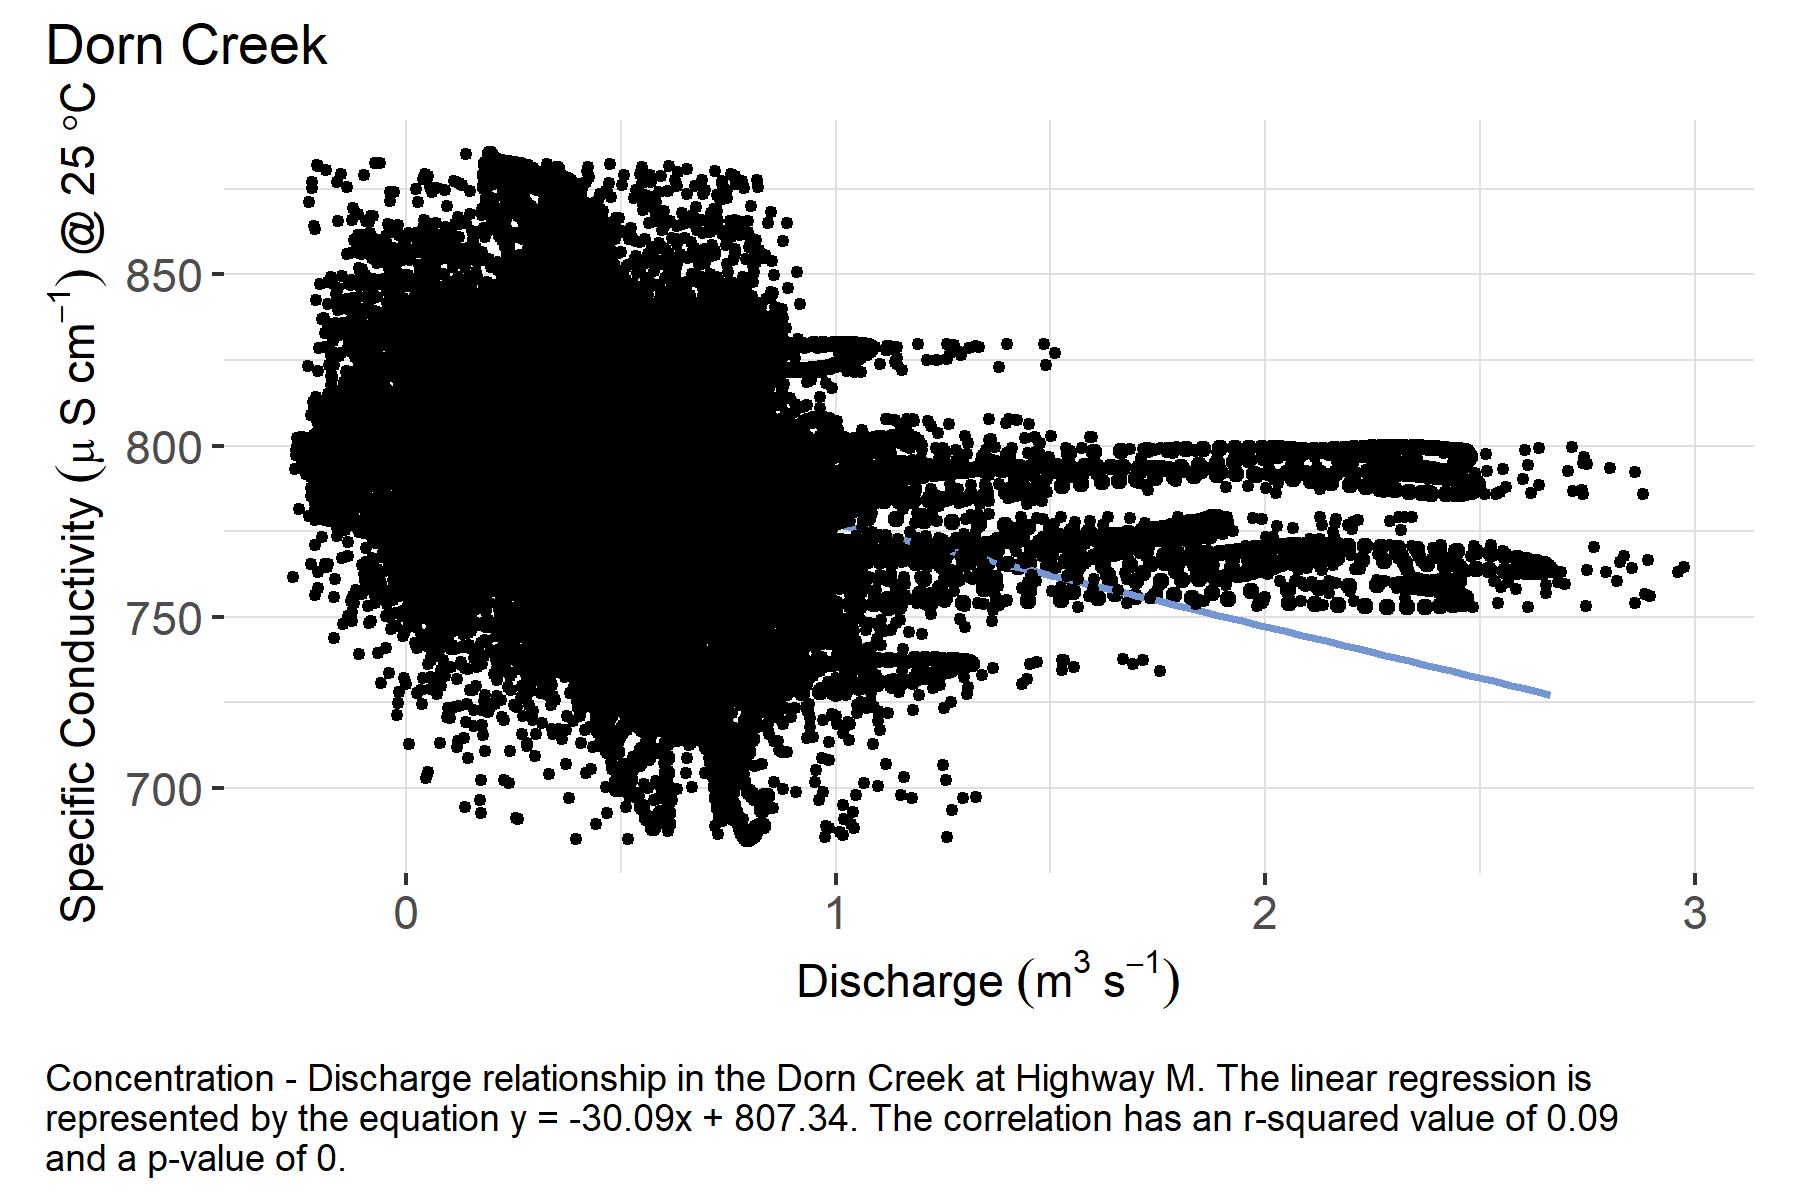 Dorn Creek
Specific Conductivity (μ S cm⁻¹) @ 25 °C
850
800
750
700
0 1 2 3
Discharge (m³ s⁻¹)
Concentration - Discharge relationship in the Dorn Creek at Highway M. The linear regression is
represented by the equation y = -30.09x + 807.34. The correlation has an r-squared value of 0.09
and a p-value of 0.